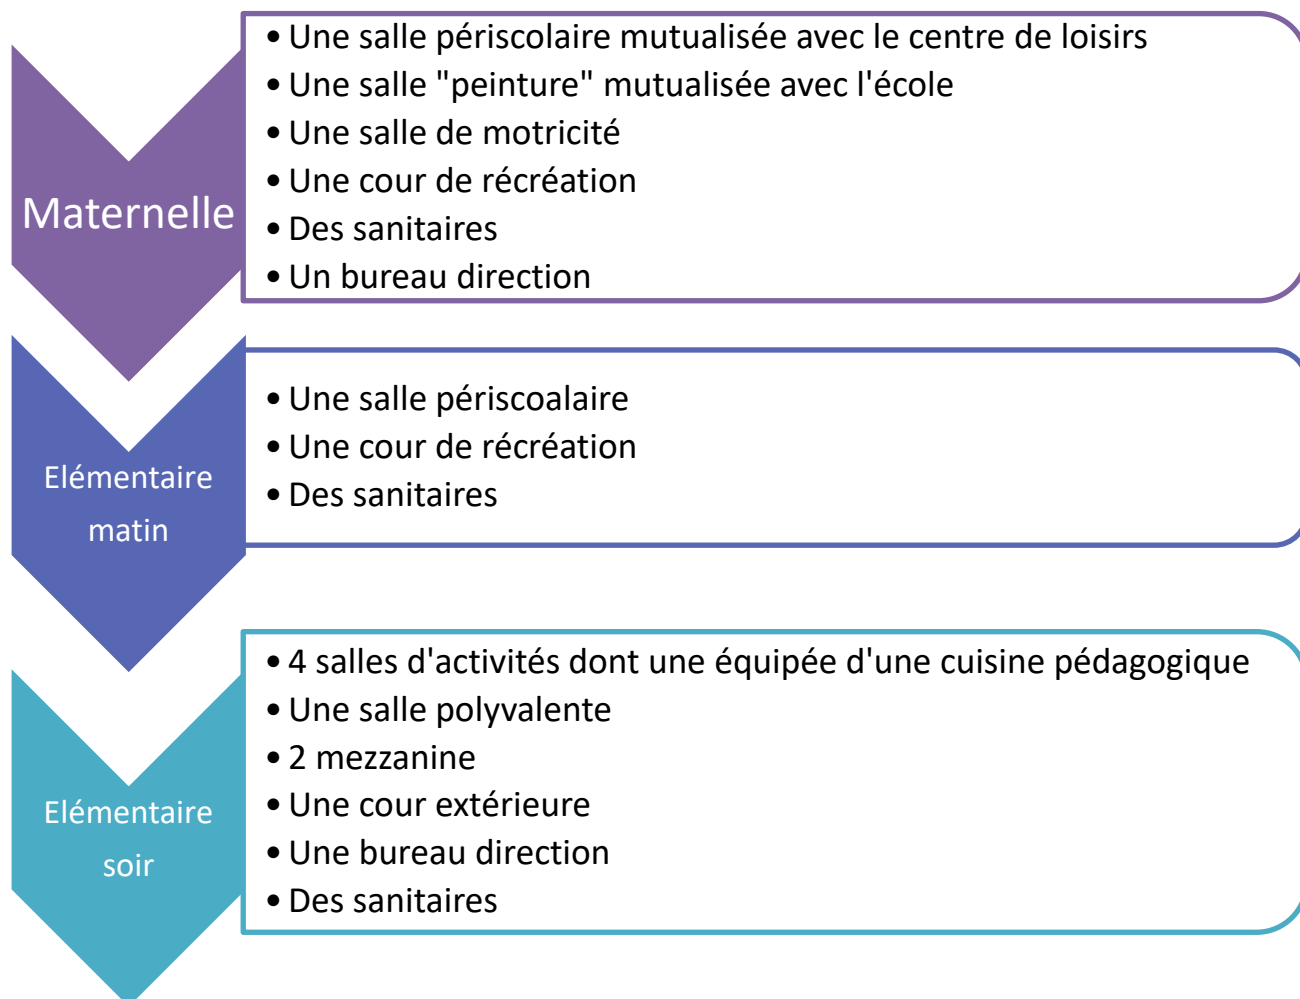 Maternelle
• Une salle périscolaire mutualisée avec le centre de loisirs
• Une salle "peinture" mutualisée avec l'école
• Une salle de motricité
• Une cour de récréation
• Des sanitaires
• Un bureau direction
Elémentaire
matin
• Une salle périscoalaire
• Une cour de récréation
• Des sanitaires
Elémentaire
soir
• 4 salles d'activités dont une équipée d'une cuisine pédagogique
• Une salle polyvalente
• 2 mezzanine
• Une cour extérieure
• Une bureau direction
• Des sanitaires